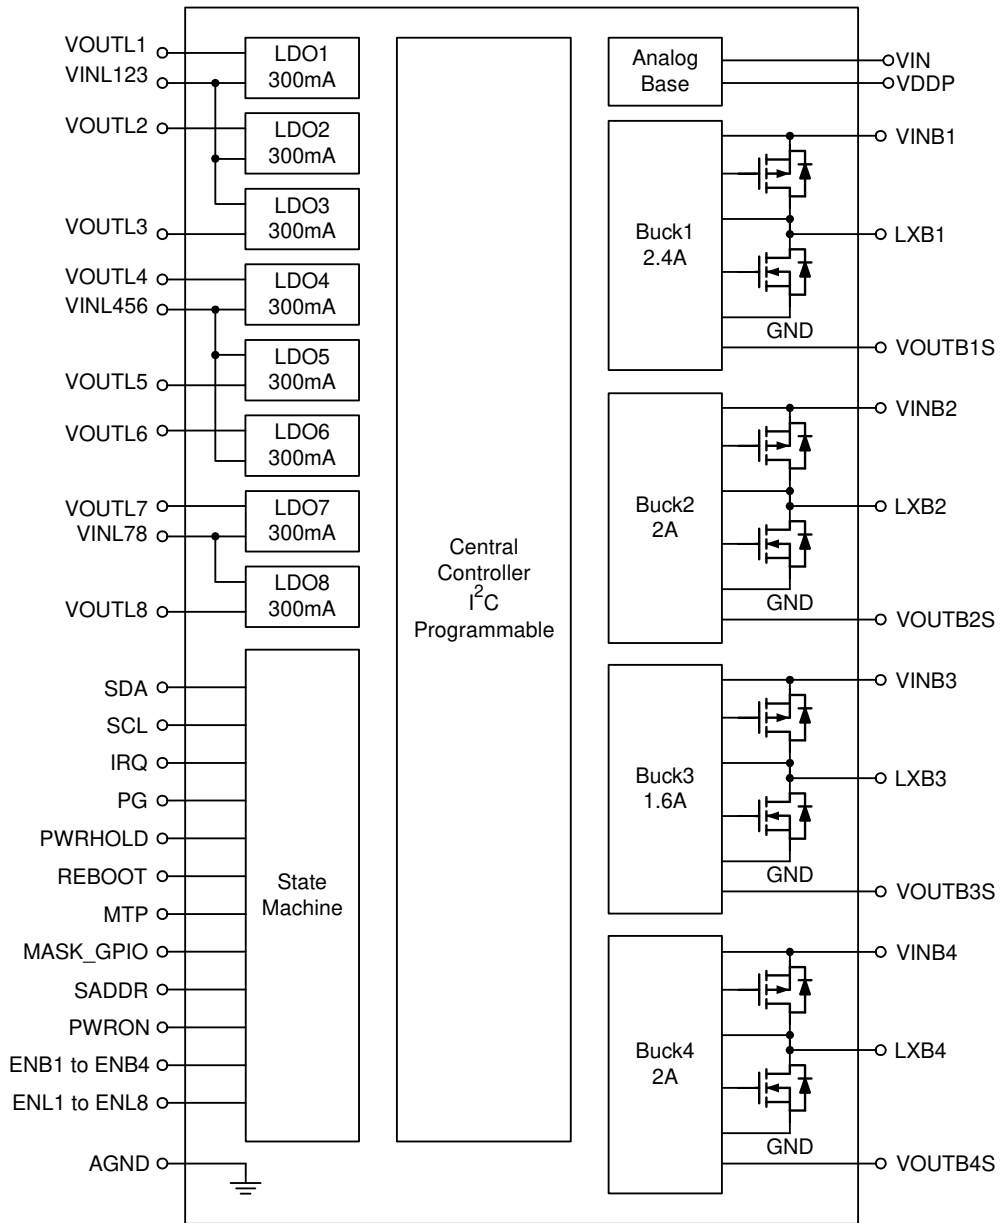 VOUTL1
VINL123
VOUTL2
VOUTL3
VOUTL4
VINL456
VOUTL5
VOUTL6
VOUTL7
VINL78
VOUTL8
SDA
SCL
IRQ
PG
PWRHOLD
REBOOT
MTP
MASK_GPIO
SADDR
PWRON
ENB1 to ENB4
ENL1 to ENL8
AGND
LDO1
300mA
LDO2
300mA
LDO3
300mA
LDO4
300mA
LDO5
300mA
LDO6
300mA
LDO7
300mA
LDO8
300mA
State
Machine
Central
Controller
I²C
Programmable
Analog
Base
VIN
VDDP
Buck1
2.4A
VINB1
LXB1
GND
VOUTB1S
Buck2
2A
VINB2
LXB2
GND
VOUTB2S
Buck3
1.6A
VINB3
LXB3
GND
VOUTB3S
Buck4
2A
VINB4
LXB4
GND
VOUTB4S